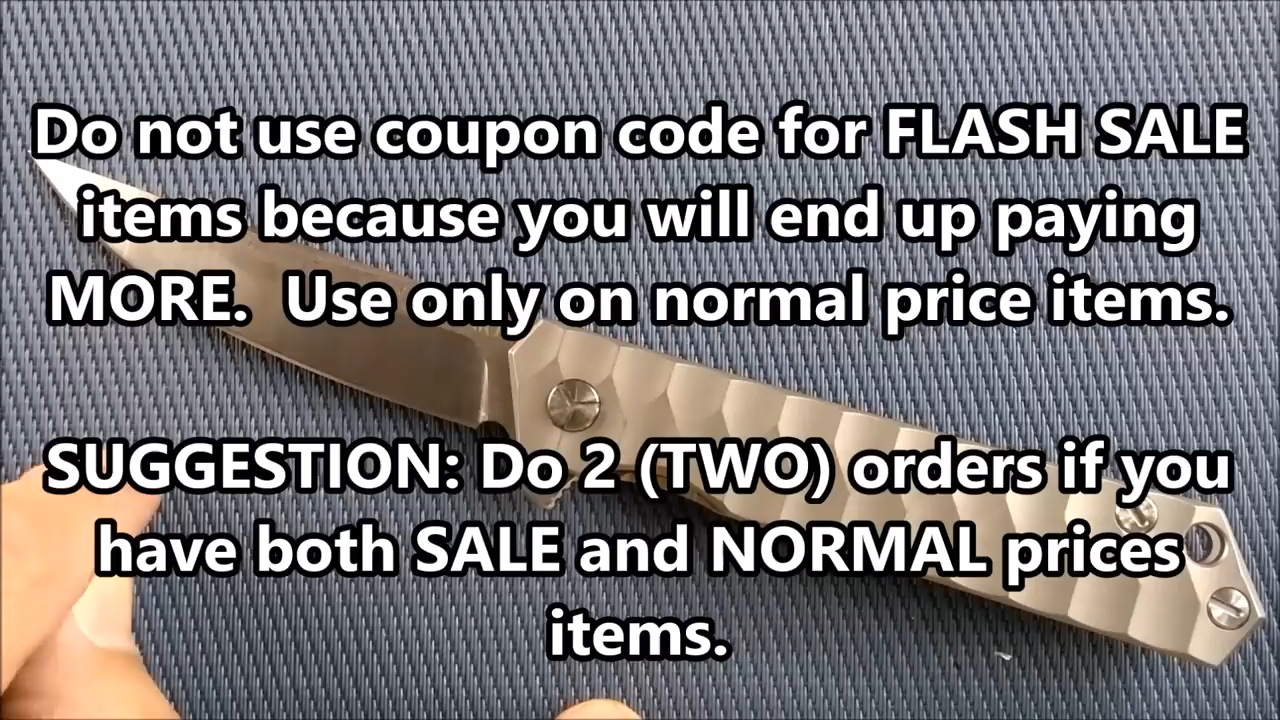 Do not use coupon code for FLASH SALE
items because you will end up paying
MORE.  Use only on normal price items.
SUGGESTION: Do 2 (TWO) orders if you
have both SALE and NORMAL prices
items.